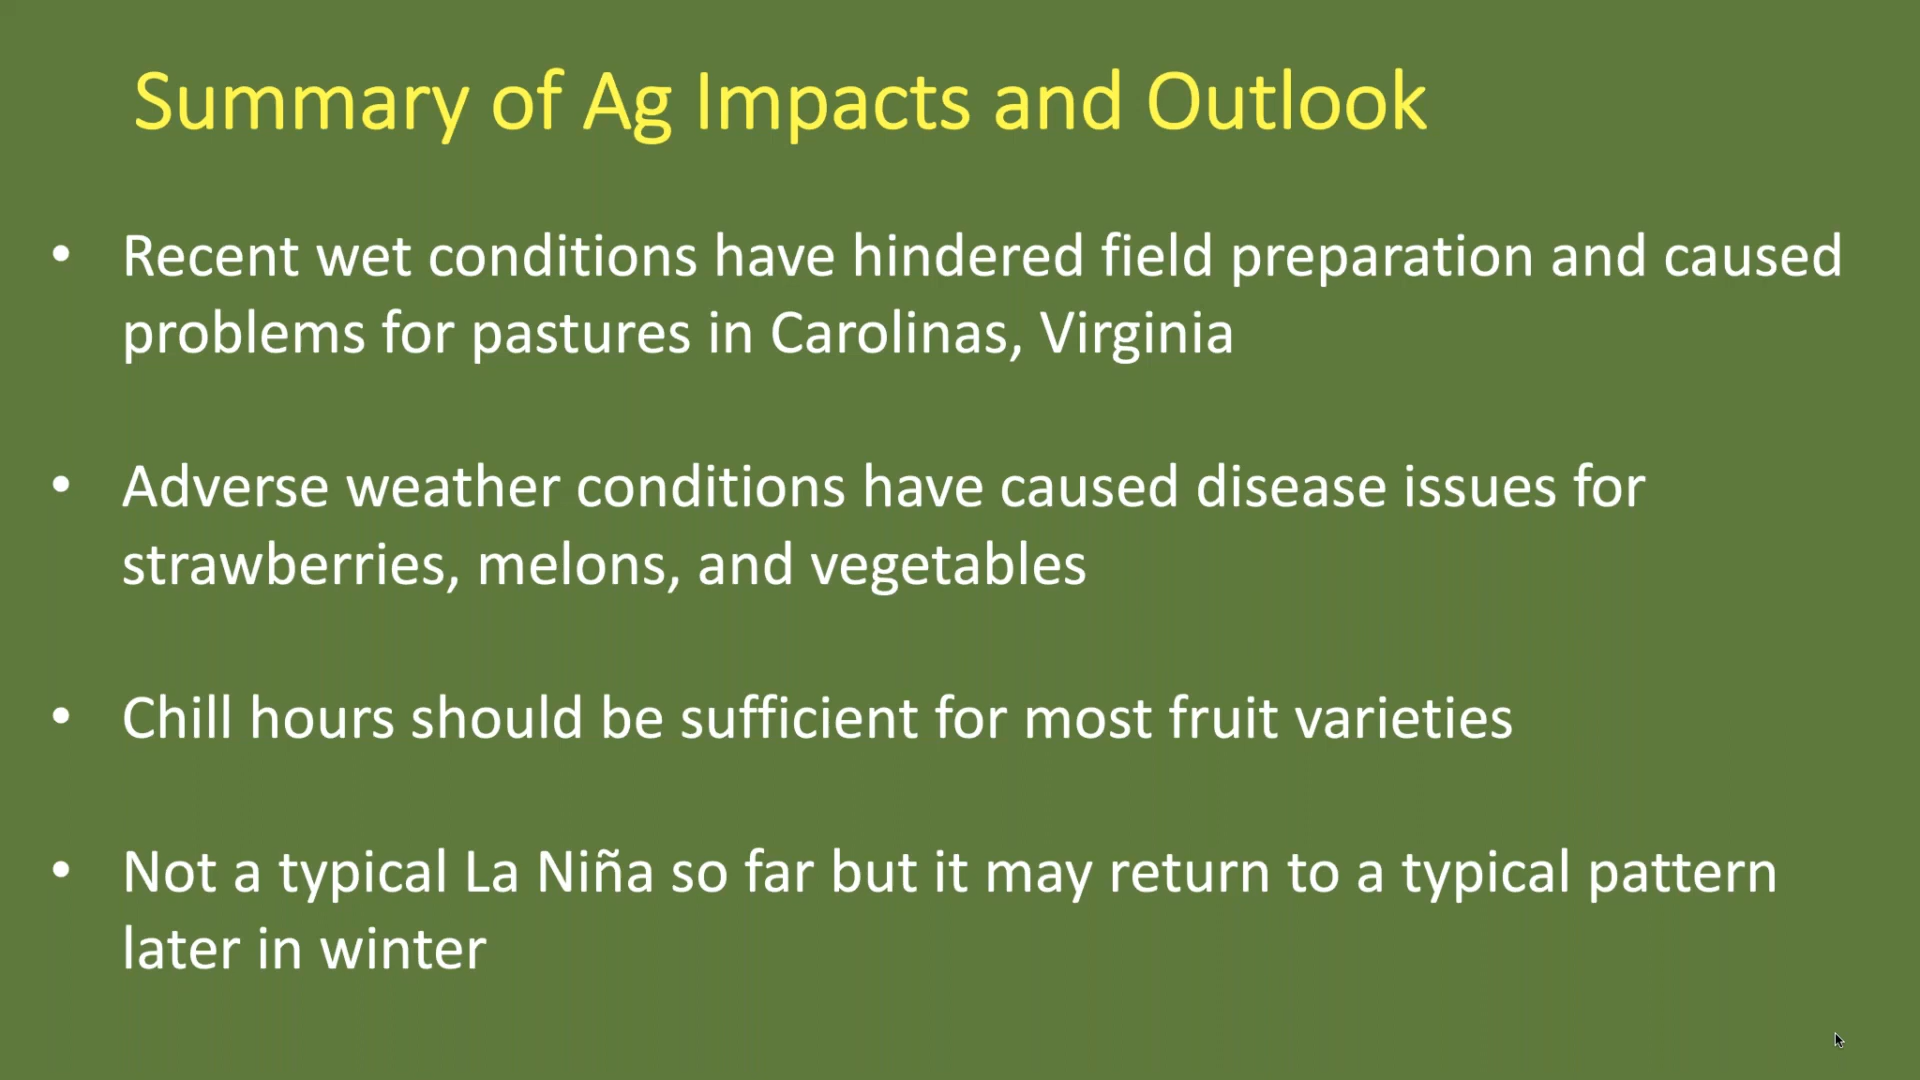 Summary of Ag Impacts and Outlook
• Recent wet conditions have hindered field preparation and caused
problems for pastures in Carolinas, Virginia
• Adverse weather conditions have caused disease issues for
strawberries, melons, and vegetables
• Chill hours should be sufficient for most fruit varieties
• Not a typical La Niña so far but it may return to a typical pattern
later in winter